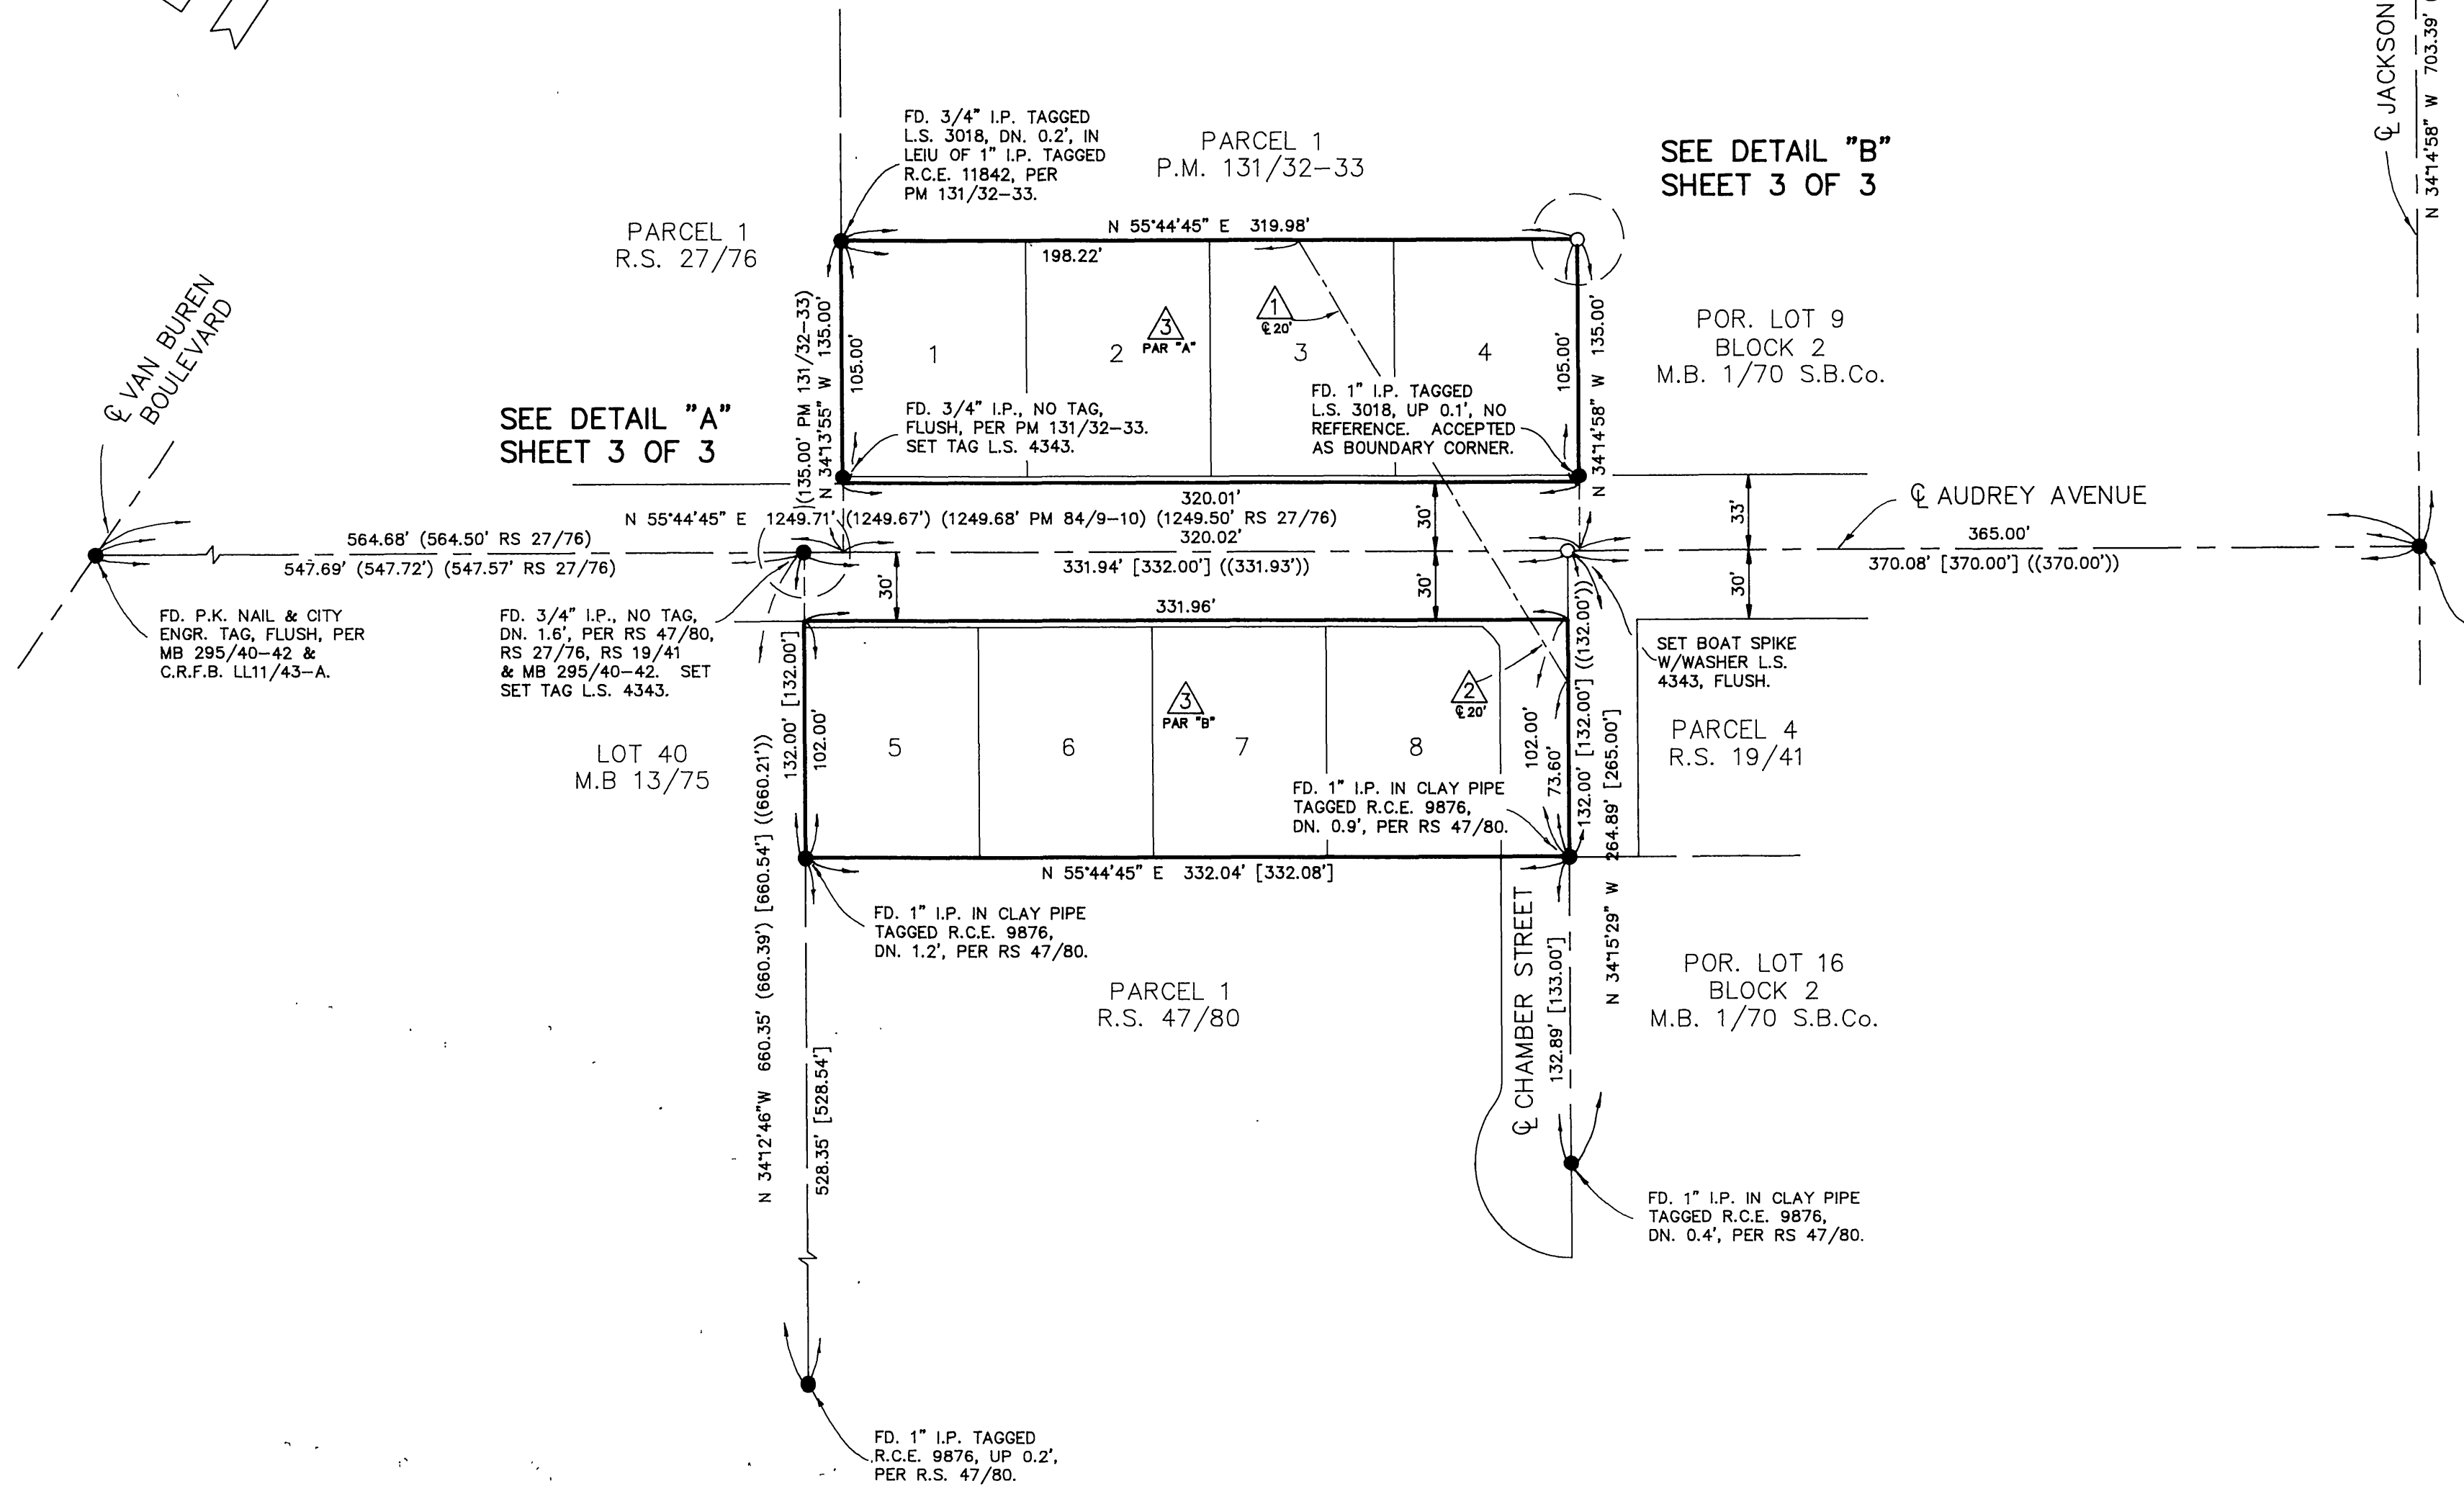 FD. 3/4" I.P. TAGGED
L.S. 3018, DN. 0.2', IN
LEIU OF 1" I.P. TAGGED
R.C.E. 11842, PER
PM 131/32-33.
PARCEL 1
P.M. 131/32-33
SEE DETAIL "B"
SHEET 3 OF 3
℄ JACKSON
N 34°14'58" W 703.39'
PARCEL 1
R.S. 27/76
N 55°44'45" E 319.98'
198.22'
℄ VAN BUREN
BOULEVARD
(135.00' PM 131/32-33)
N 34°13'55" W 135.00'
105.00'
1
2
3
PAR "A"
1
℄ 20'
3
4
105.00'
N 34°14'58" W 135.00'
POR. LOT 9
BLOCK 2
M.B. 1/70 S.B.Co.
SEE DETAIL "A"
SHEET 3 OF 3
FD. 3/4" I.P., NO TAG,
FLUSH, PER PM 131/32-33.
SET TAG L.S. 4343.
FD. 1" I.P. TAGGED
L.S. 3018, UP 0.1', NO
REFERENCE. ACCEPTED
AS BOUNDARY CORNER.
320.01'
N 55°44'45" E 1249.71' (1249.67') (1249.68' PM 84/9-10) (1249.50' RS 27/76)
30'
33'
℄ AUDREY AVENUE
564.68' (564.50' RS 27/76)
320.02'
365.00'
547.69' (547.72') (547.57' RS 27/76)
331.94' [332.00'] ((331.93'))
370.08' [370.00'] ((370.00'))
30'
30'
30'
331.96'
FD. P.K. NAIL & CITY
ENGR. TAG, FLUSH, PER
MB 295/40-42 &
C.R.F.B. LL11/43-A.
FD. 3/4" I.P., NO TAG,
DN. 1.6', PER RS 47/80,
RS 27/76, RS 19/41
& MB 295/40-42. SET
SET TAG L.S. 4343.
SET BOAT SPIKE
W/WASHER L.S.
4343, FLUSH.
132.00' [132.00']
102.00'
3
PAR "B"
2
℄ 20'
102.00'
73.60'
132.00' [132.00'] ((132.00'))
N 34°15'29" W 264.89' [265.00']
PARCEL 4
R.S. 19/41
LOT 40
M.B 13/75
5
6
7
8
FD. 1" I.P. IN CLAY PIPE
TAGGED R.C.E. 9876,
DN. 0.9', PER RS 47/80.
N 55°44'45" E 332.04' [332.08']
N 34°12'46"W 660.35' (660.39') [660.54'] ((660.21'))
528.35' [528.54']
FD. 1" I.P. IN CLAY PIPE
TAGGED R.C.E. 9876,
DN. 1.2', PER RS 47/80.
PARCEL 1
R.S. 47/80
℄ CHAMBER STREET
132.89' [133.00']
POR. LOT 16
BLOCK 2
M.B. 1/70 S.B.Co.
FD. 1" I.P. IN CLAY PIPE
TAGGED R.C.E. 9876,
DN. 0.4', PER RS 47/80.
FD. 1" I.P. TAGGED
R.C.E. 9876, UP 0.2',
PER R.S. 47/80.